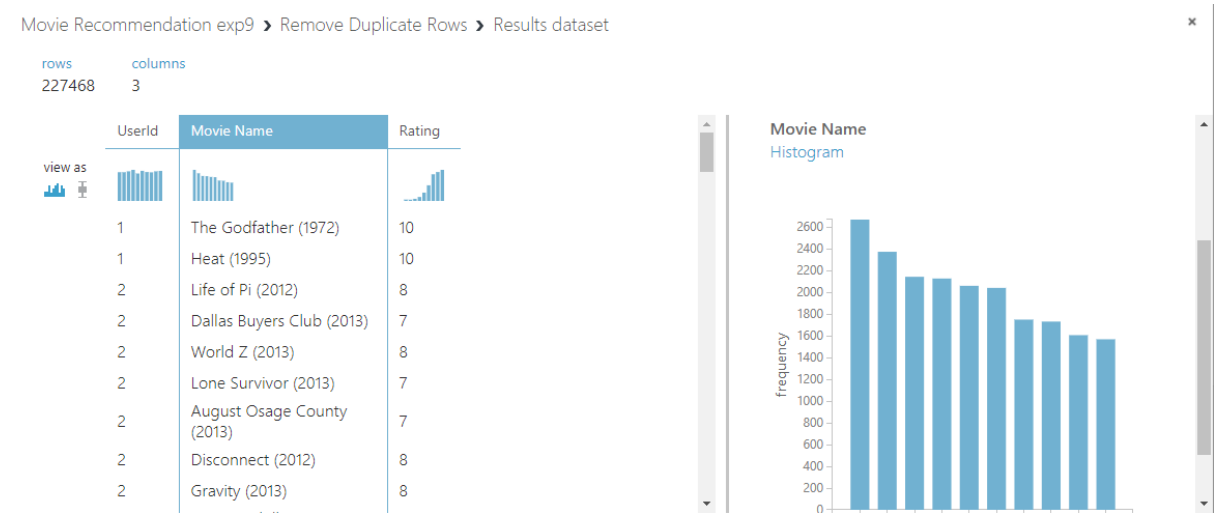 Movie Recommendation exp9 › Remove Duplicate Rows › Results dataset
×
rows columns
227468 3
UserId Movie Name Rating
view as
1 The Godfather (1972) 10
1 Heat (1995) 10
2 Life of Pi (2012) 8
2 Dallas Buyers Club (2013) 7
2 World Z (2013) 8
2 Lone Survivor (2013) 7
2 August Osage County
(2013) 7
2 Disconnect (2012) 8
2 Gravity (2013) 8
Movie Name
Histogram
frequency
2600
2400
2200
2000
1800
1600
1400
1200
1000
800
600
400
200
0